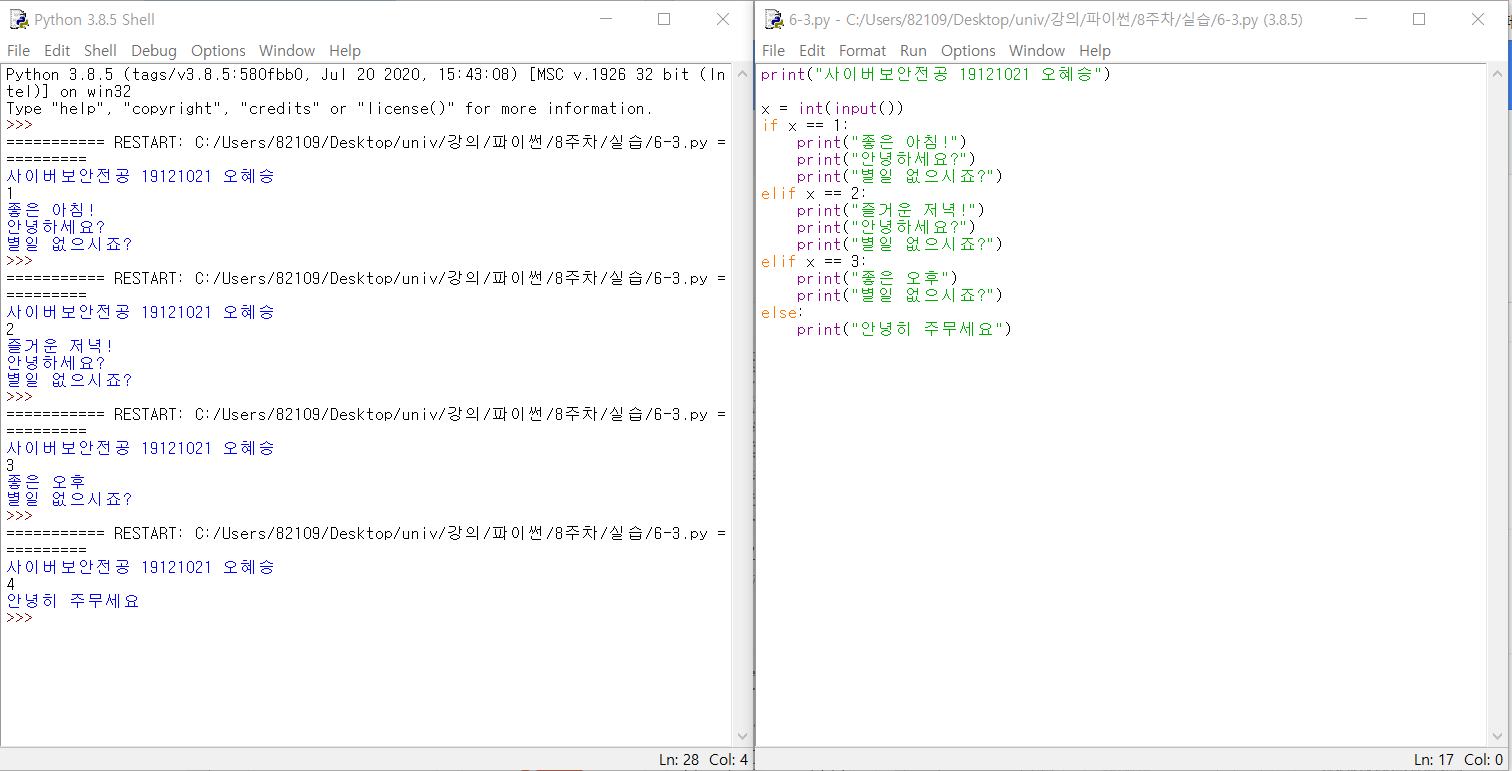 Python 3.8.5 Shell
File Edit Shell Debug Options Window Help
Python 3.8.5 (tags/v3.8.5:580fbb0, Jul 20 2020, 15:43:08) [MSC v.1926 32 bit (In
tel)] on win32
Type "help", "copyright", "credits" or "license()" for more information.
>>>
=========== RESTART: C:/Users/82109/Desktop/univ/강의/파이썬/8주차/실습/6-3.py =
=========
사이버보안전공 19121021 오혜승
1
좋은 아침!
안녕하세요?
별일 없으시죠?
>>>
=========== RESTART: C:/Users/82109/Desktop/univ/강의/파이썬/8주차/실습/6-3.py =
=========
사이버보안전공 19121021 오혜승
2
즐거운 저녁!
안녕하세요?
별일 없으시죠?
>>>
=========== RESTART: C:/Users/82109/Desktop/univ/강의/파이썬/8주차/실습/6-3.py =
=========
사이버보안전공 19121021 오혜승
3
좋은 오후
별일 없으시죠?
>>>
=========== RESTART: C:/Users/82109/Desktop/univ/강의/파이썬/8주차/실습/6-3.py =
=========
사이버보안전공 19121021 오혜승
4
안녕히 주무세요
>>>
Ln: 28 Col: 4
6-3.py - C:/Users/82109/Desktop/univ/강의/파이썬/8주차/실습/6-3.py (3.8.5)
File Edit Format Run Options Window Help
print("사이버보안전공 19121021 오혜승")
x = int(input())
if x == 1:
    print("좋은 아침!")
    print("안녕하세요?")
    print("별일 없으시죠?")
elif x == 2:
    print("즐거운 저녁!")
    print("안녕하세요?")
    print("별일 없으시죠?")
elif x == 3:
    print("좋은 오후")
    print("별일 없으시죠?")
else:
    print("안녕히 주무세요")
Ln: 17 Col: 0